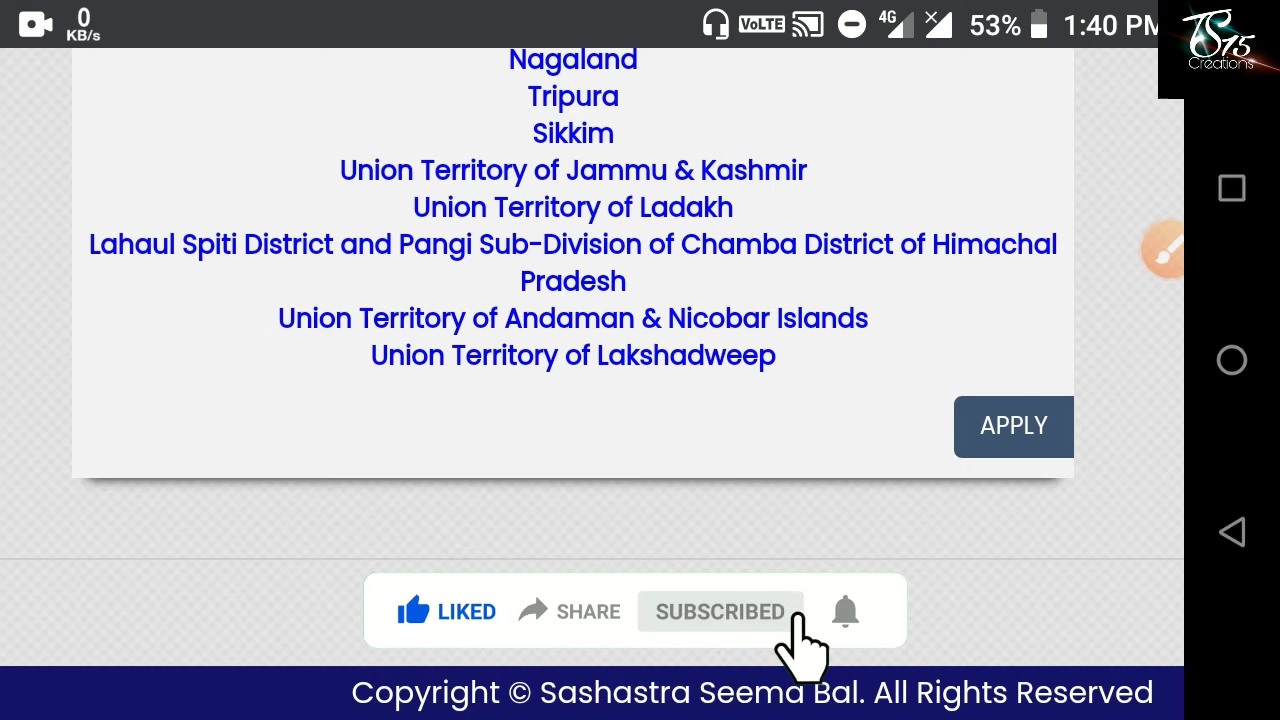 0
KB/s
VoLTE
4G
53%
1:40 PM
TS15
Creations
Nagaland
Tripura
Sikkim
Union Territory of Jammu & Kashmir
Union Territory of Ladakh
Lahaul Spiti District and Pangi Sub-Division of Chamba District of Himachal
Pradesh
Union Territory of Andaman & Nicobar Islands
Union Territory of Lakshadweep
APPLY
LIKED
SHARE
SUBSCRIBED
Copyright © Sashastra Seema Bal. All Rights Reserved